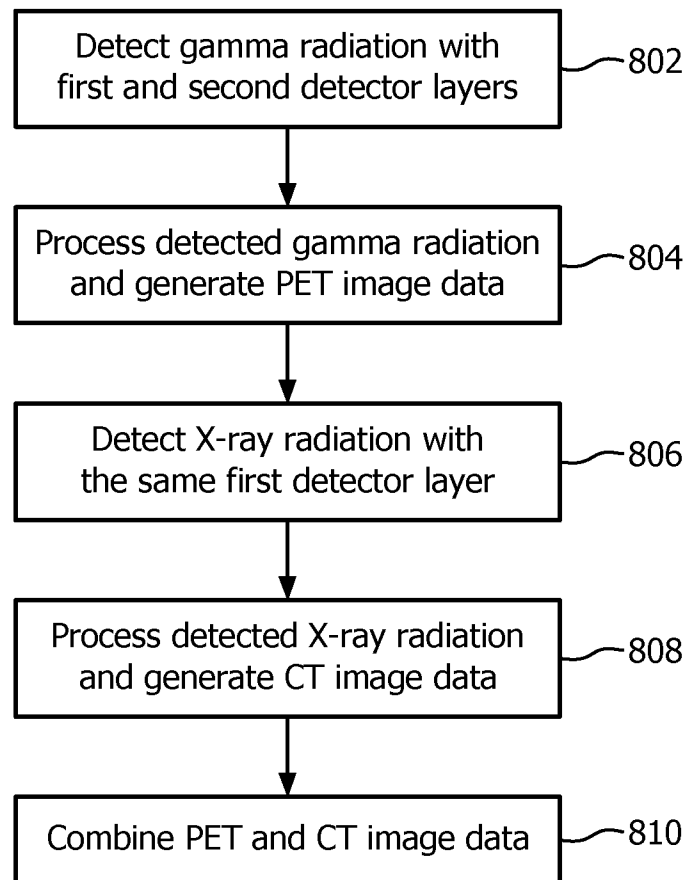 Detect gamma radiation with
first and second detector layers
802
Process detected gamma radiation
and generate PET image data
804
Detect X-ray radiation with
the same first detector layer
806
Process detected X-ray radiation
and generate CT image data
808
Combine PET and CT image data
810